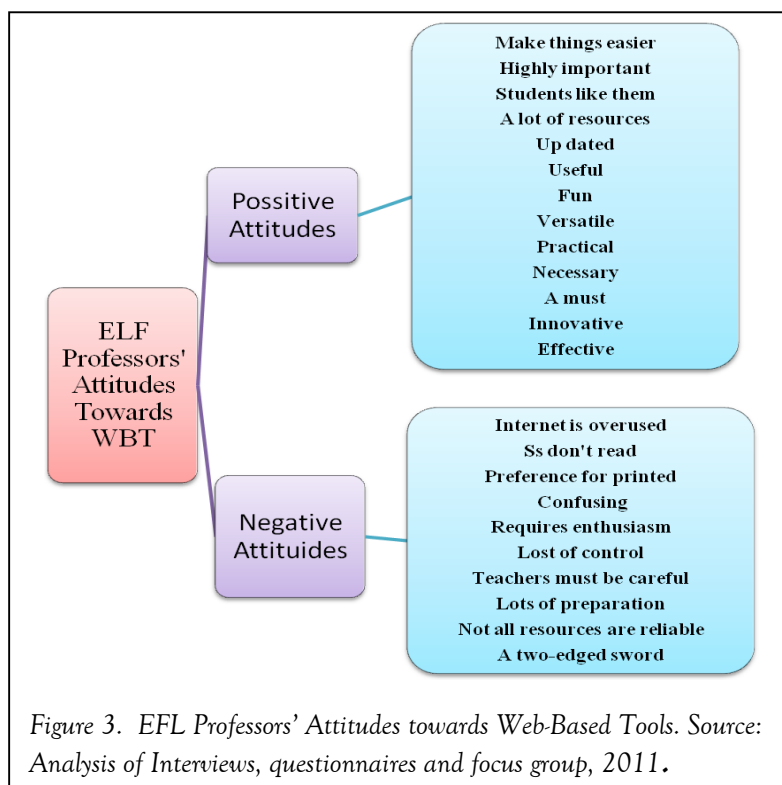 ELF
Professors'
Attitudes
Towards
WBT
Possitive
Attitudes
Make things easier
Highly important
Students like them
A lot of resources
Up dated
Useful
Fun
Versatile
Practical
Necessary
A must
Innovative
Effective
Negative
Attituides
Internet is overused
Ss don't read
Preference for printed
Confusing
Requires enthusiasm
Lost of control
Teachers must be careful
Lots of preparation
Not all resources are reliable
A two-edged sword
Figure 3. EFL Professors' Attitudes towards Web-Based Tools. Source:
Analysis of Interviews, questionnaires and focus group, 2011.